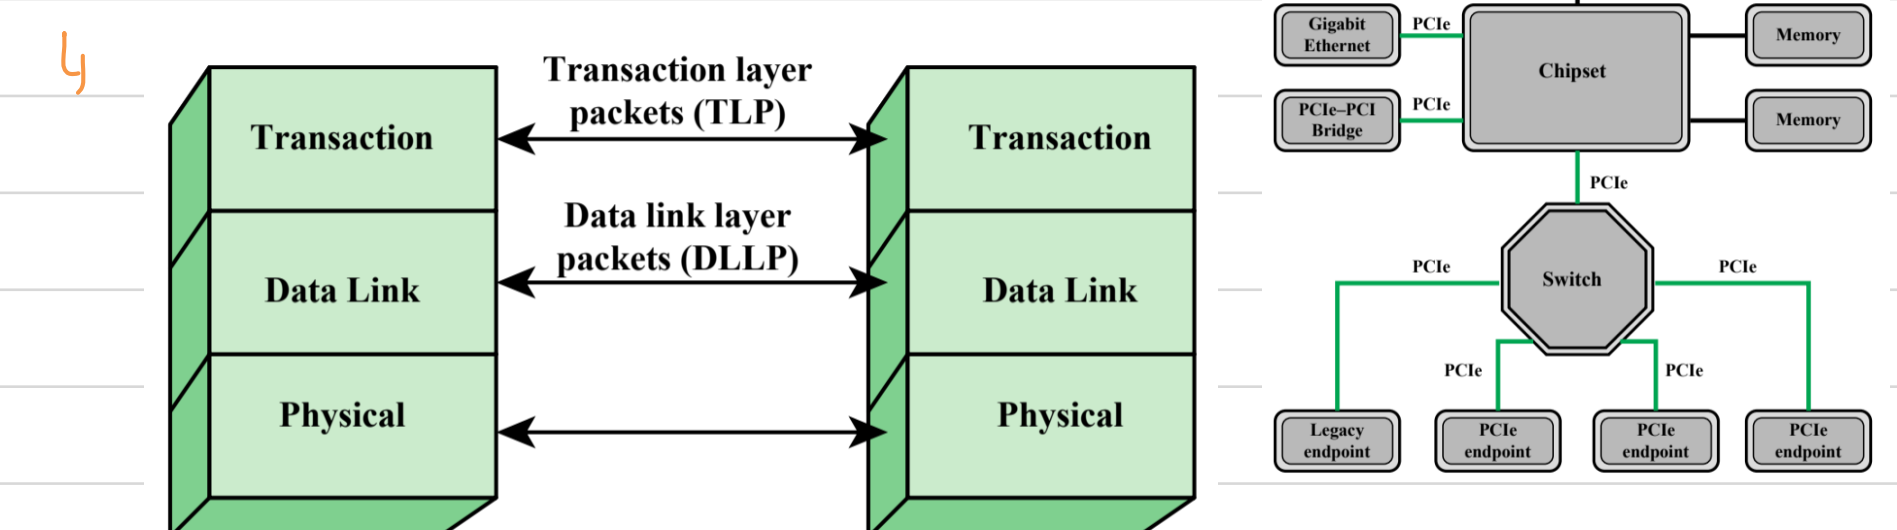 4
Transaction layer
packets (TLP)
Transaction
Transaction
Data link layer
packets (DLLP)
Data Link
Data Link
Physical
Physical
Gigabit
Ethernet
PCIe
Chipset
Memory
PCIe–PCI
Bridge
PCIe
Memory
PCIe
Switch
PCIe
PCIe
PCIe
PCIe
Legacy
endpoint
PCIe
endpoint
PCIe
endpoint
PCIe
endpoint